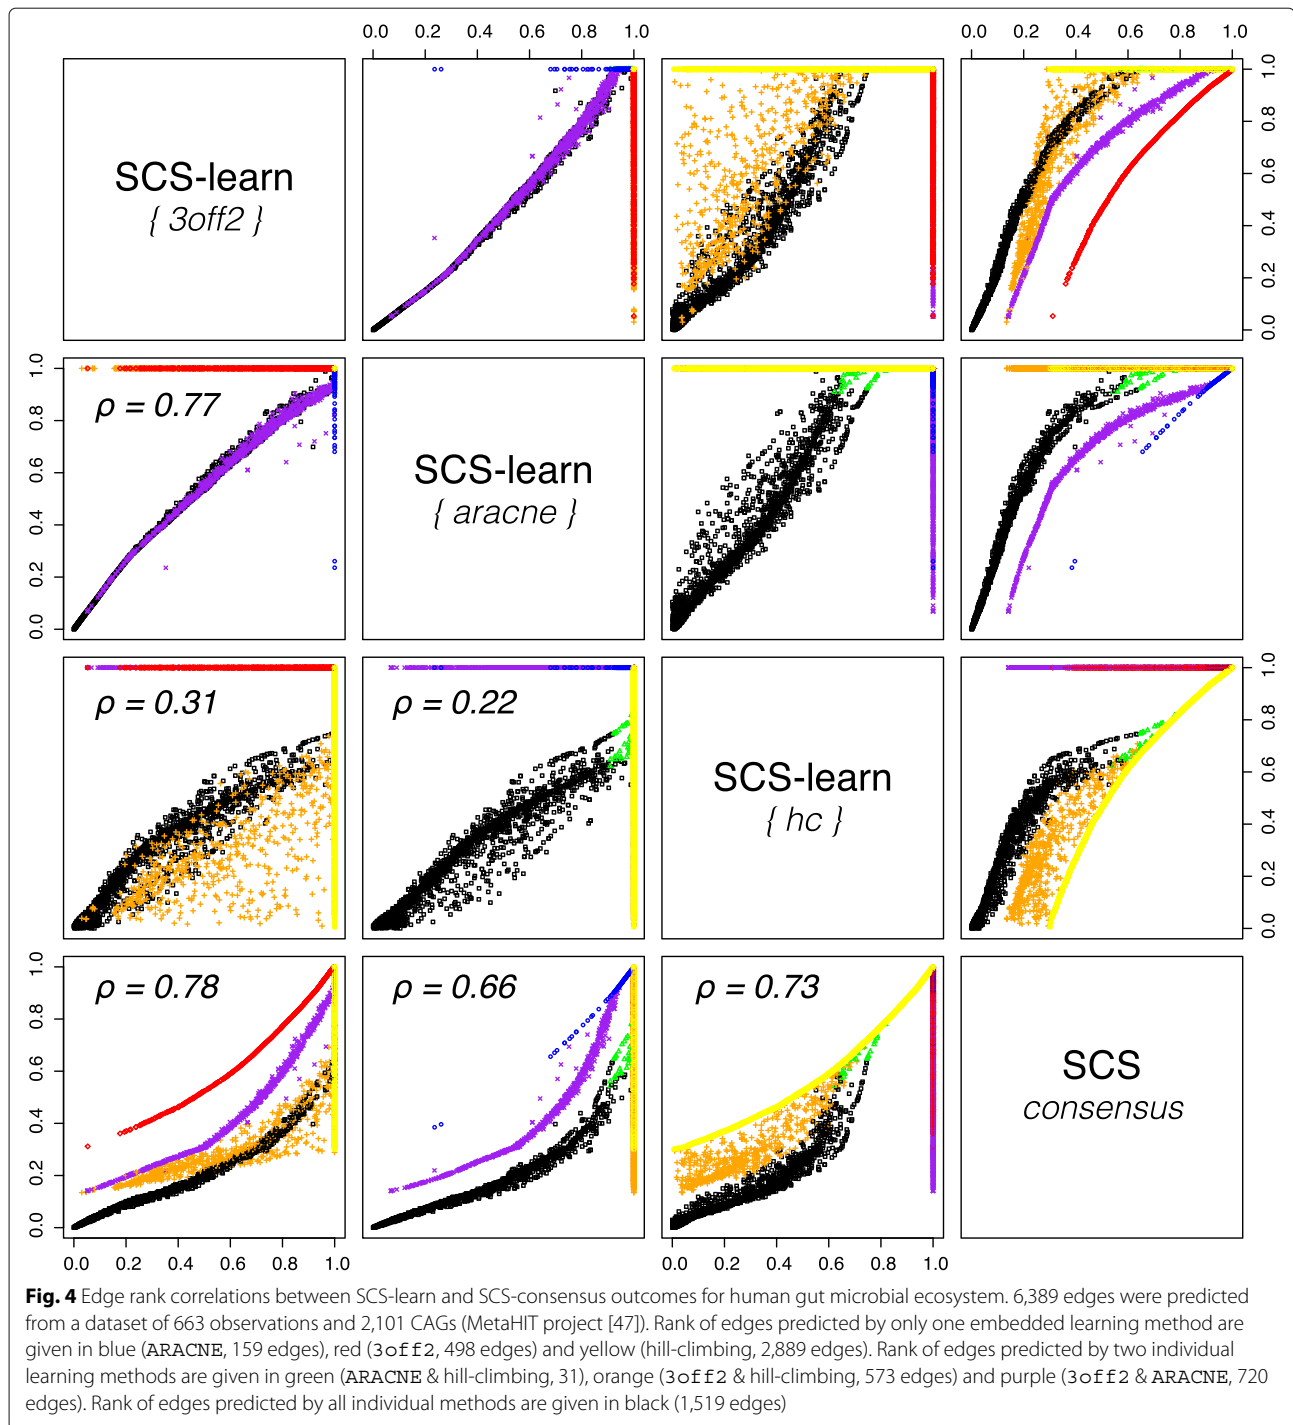 0.0 0.2 0.4 0.6 0.8 1.0
0.0 0.2 0.4 0.6 0.8 1.0
SCS-learn
{ 3off2 }
0.0 0.2 0.4 0.6 0.8 1.0
0.0 0.2 0.4 0.6 0.8 1.0
ρ = 0.77
SCS-learn
{ aracne }
ρ = 0.31
ρ = 0.22
SCS-learn
{ hc }
0.0 0.2 0.4 0.6 0.8 1.0
0.0 0.2 0.4 0.6 0.8 1.0
ρ = 0.78
ρ = 0.66
ρ = 0.73
SCS
consensus
0.0 0.2 0.4 0.6 0.8 1.0
0.0 0.2 0.4 0.6 0.8 1.0
Fig. 4 Edge rank correlations between SCS-learn and SCS-consensus outcomes for human gut microbial ecosystem. 6,389 edges were predicted
from a dataset of 663 observations and 2,101 CAGs (MetaHIT project [47]). Rank of edges predicted by only one embedded learning method are
given in blue (ARACNE, 159 edges), red (3off2, 498 edges) and yellow (hill-climbing, 2,889 edges). Rank of edges predicted by two individual
learning methods are given in green (ARACNE & hill-climbing, 31), orange (3off2 & hill-climbing, 573 edges) and purple (3off2 & ARACNE, 720
edges). Rank of edges predicted by all individual methods are given in black (1,519 edges)